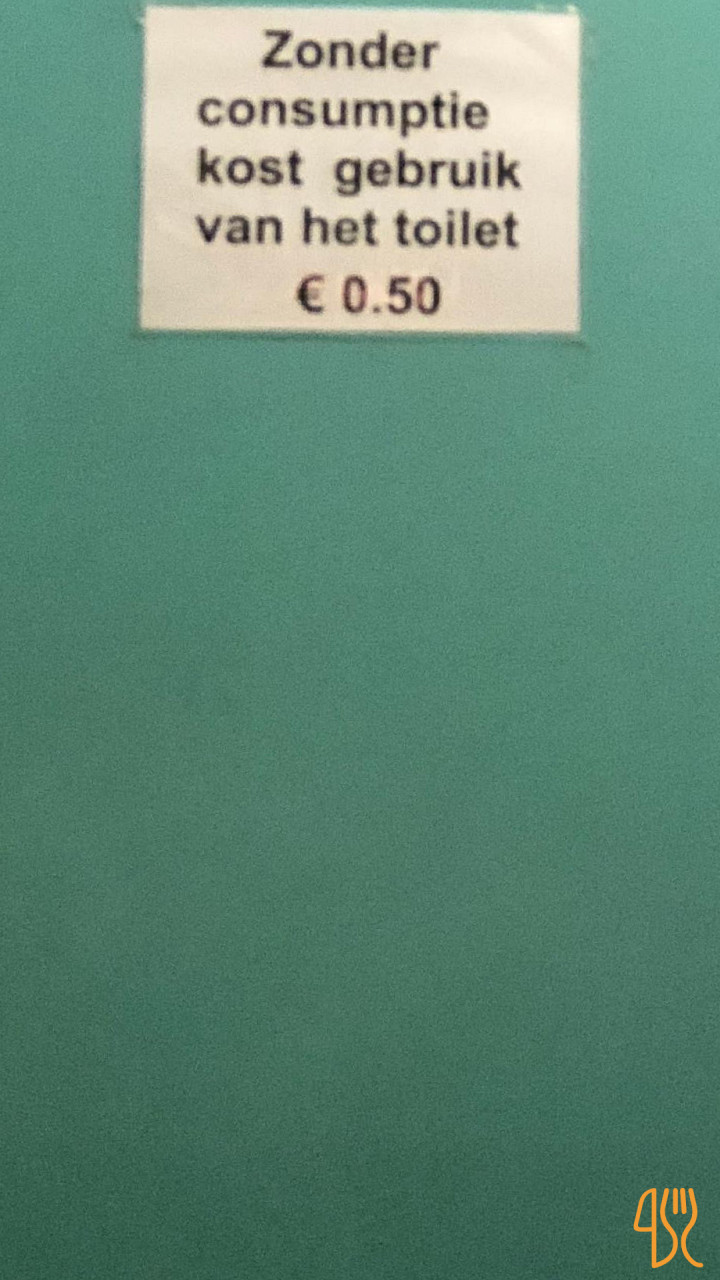 Zonder
consumptie
kost gebruik
van het toilet
€ 0.50